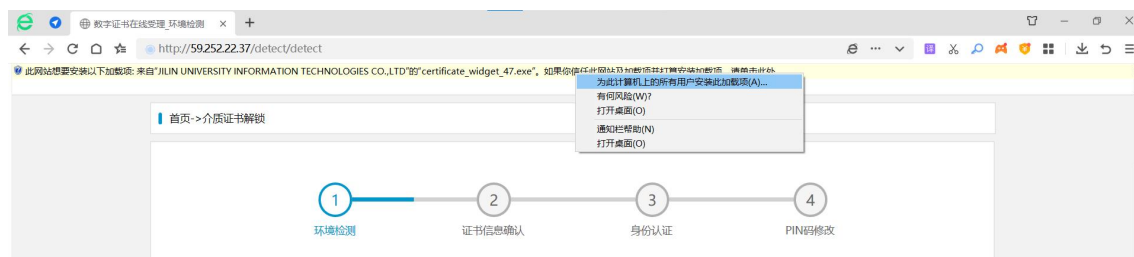 数字证书在线受理_环境检测
http://59.252.22.37/detect/detect
此网站想要安装以下加载项: 来自“JILIN UNIVERSITY INFORMATION TECHNOLOGIES CO.,LTD”的“certificate_widget_47.exe”。如果你信任此网站及加载项并打算安装加载项，请单击此处
为此计算机上的所有用户安装此加载项(A)...
有何风险(W)?
打开桌面(O)
通知栏帮助(N)
打开桌面(O)
首页->介质证书解锁
1 2 3 4
环境检测 证书信息确认 身份认证 PIN码修改